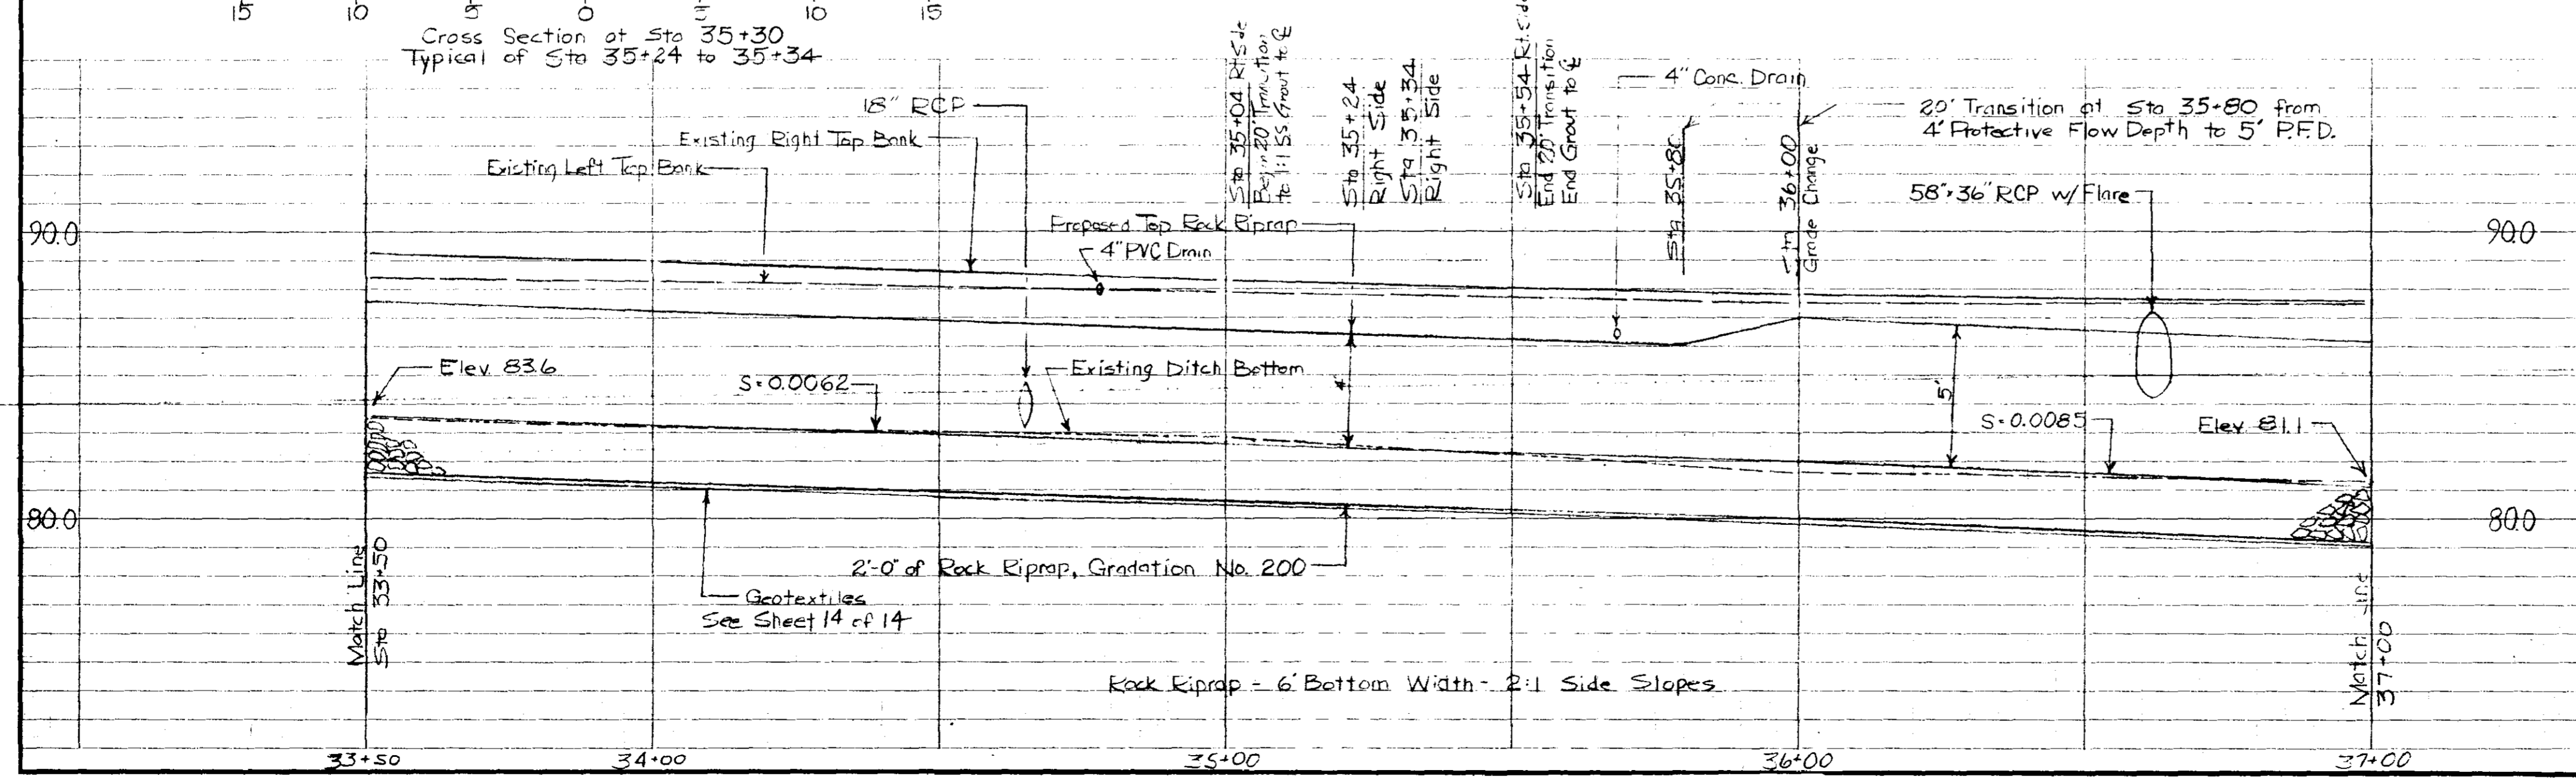 15 10 5 0 5 10 15
Cross Section at Sta 35+30
Typical of Sta 35+24 to 35+34
18" RCP
Existing Right Top Bank
Existing Left Top Bank
Sta 35+04 Rt Side
Begin 20' Transition
to 1:1 SS Grout to ℄
Sta 35+24
Right Side
Sta 35+34
Right Side
Sta 35+54 Rt. Side
End 20' Transition
End Grout to ℄
4" Conc. Drain
Sta 35+80
Sta 36+00
Grade Change
20' Transition at Sta 35+80 from
4' Protective Flow Depth to 5' P.F.D.
58"x36" RCP w/ Flare
Proposed Top Rock Riprap
4" PVC Drain
90.0
90.0
Elev. 83.6
S=0.0062
Existing Ditch Bottom
4'
5'
S=0.0085
Elev 81.1
80.0
80.0
2'-0" of Rock Riprap, Gradation No. 200
Geotextiles
See Sheet 14 of 14
Match Line
Sta 33+50
Match Line
37+00
Rock Riprap - 6' Bottom Width - 2:1 Side Slopes
33+50 34+00 35+00 36+00 37+00